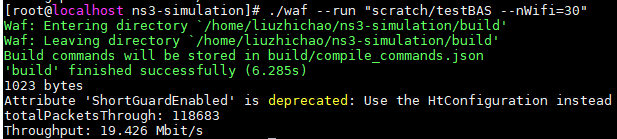 [root@localhost ns3-simulation]# ./waf --run "scratch/testBAS --nWifi=30"
Waf: Entering directory `/home/liuzhichao/ns3-simulation/build'
Waf: Leaving directory `/home/liuzhichao/ns3-simulation/build'
Build commands will be stored in build/compile_commands.json
'build' finished successfully (6.285s)
1023 bytes
Attribute 'ShortGuardEnabled' is deprecated: Use the HtConfiguration instead
totalPacketsThrough: 118683
Throughput: 19.426 Mbit/s